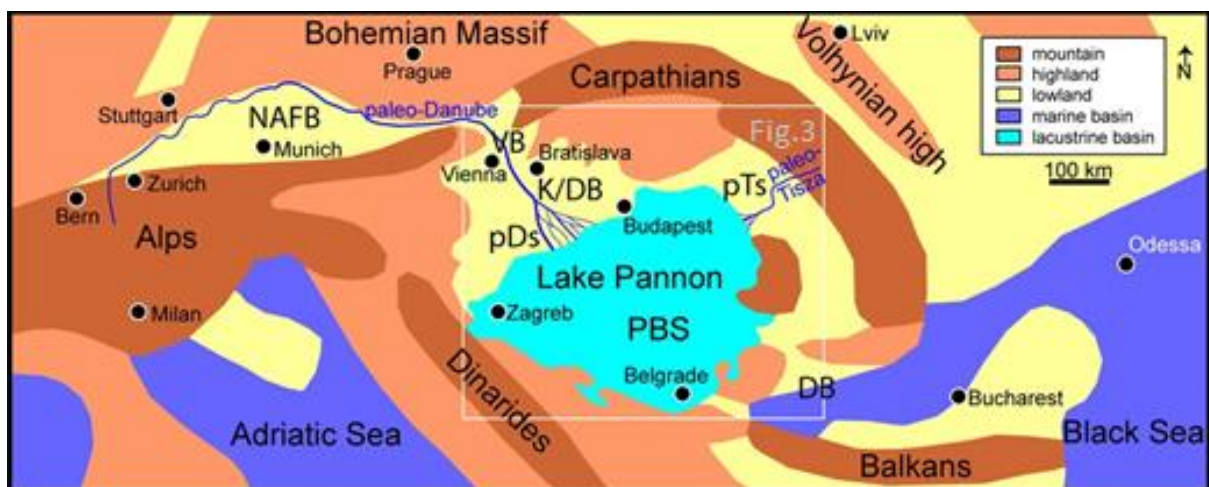 Bohemian Massif
Prague
Carpathians
Volhynian high
Lviv
mountain
highland
lowland
marine basin
lacustrine basin
N
100 km
Stuttgart
NAFB
Munich
paleo-Danube
VB
Vienna
Bratislava
K/DB
Fig.3
Zurich
Bern
Alps
pDs
Budapest
pTs
paleo-
Tisza
Odessa
Lake Pannon
Milan
Zagreb
PBS
Belgrade
DB
Bucharest
Dinarides
Adriatic Sea
Black Sea
Balkans